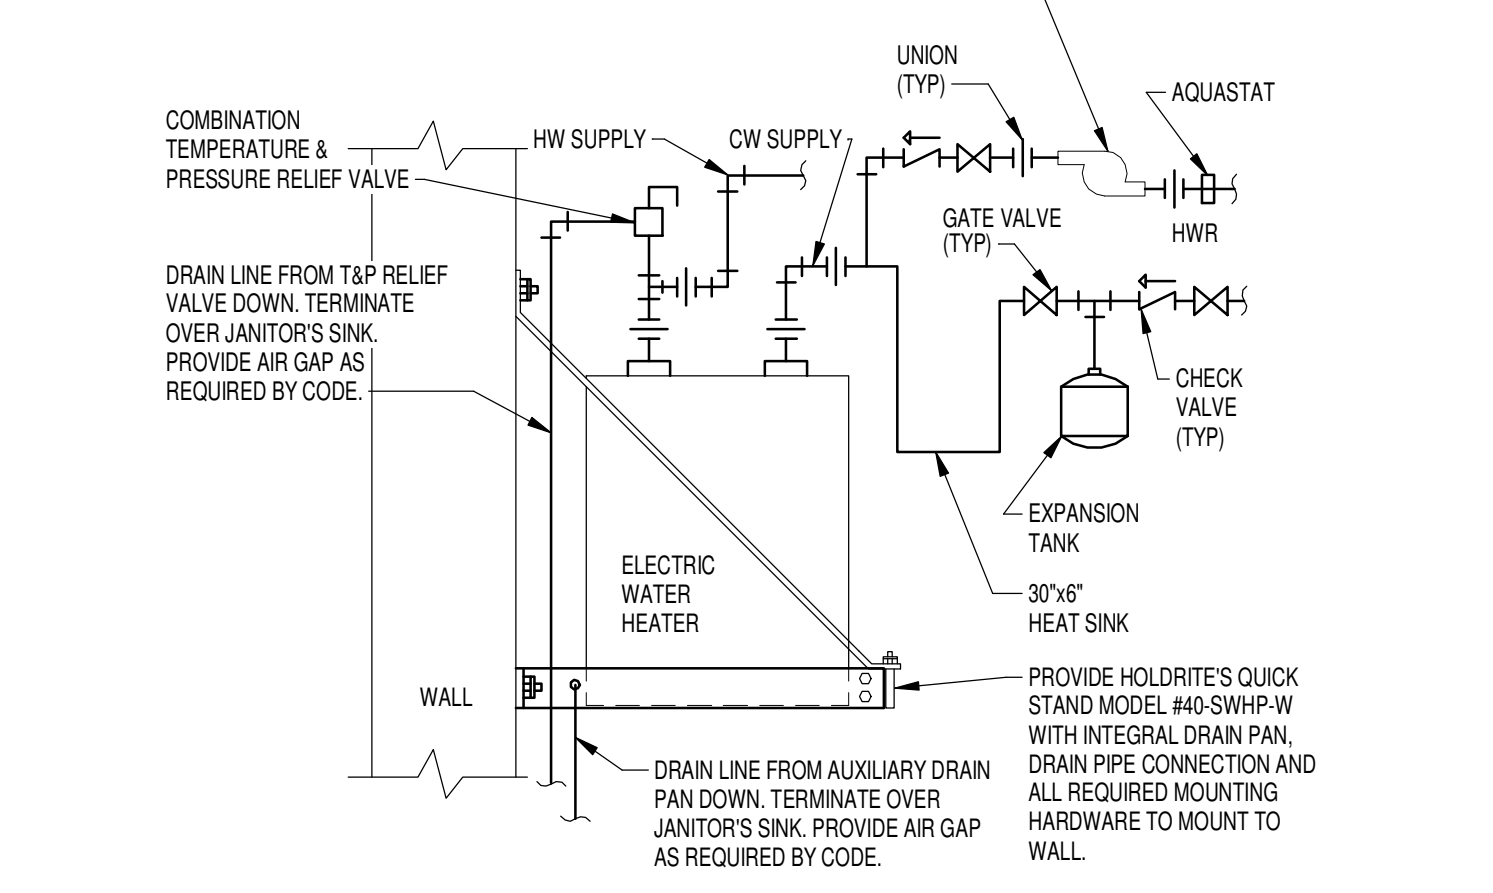 UNION
(TYP)
AQUASTAT
COMBINATION
TEMPERATURE &
PRESSURE RELIEF VALVE
HW SUPPLY
CW SUPPLY
GATE VALVE
(TYP)
HWR
DRAIN LINE FROM T&P RELIEF
VALVE DOWN. TERMINATE
OVER JANITOR'S SINK.
PROVIDE AIR GAP AS
REQUIRED BY CODE.
CHECK
VALVE
(TYP)
EXPANSION
TANK
ELECTRIC
WATER
HEATER
30"x6"
HEAT SINK
WALL
PROVIDE HOLDRITE'S QUICK
STAND MODEL #40-SWHP-W
WITH INTEGRAL DRAIN PAN,
DRAIN PIPE CONNECTION AND
ALL REQUIRED MOUNTING
HARDWARE TO MOUNT TO
WALL.
DRAIN LINE FROM AUXILIARY DRAIN
PAN DOWN. TERMINATE OVER
JANITOR'S SINK. PROVIDE AIR GAP
AS REQUIRED BY CODE.